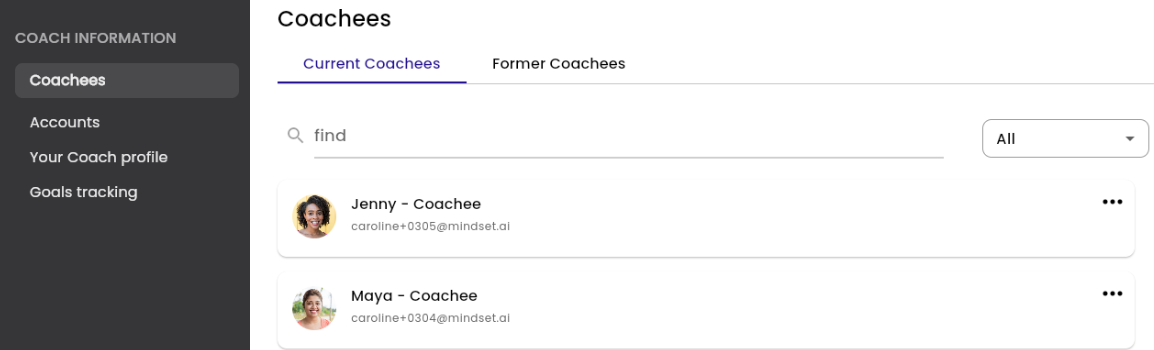 COACH INFORMATION
Coachees
Accounts
Your Coach profile
Goals tracking
Coachees
Current Coachees
Former Coachees
find
All
Jenny - Coachee
caroline+0305@mindset.ai
Maya - Coachee
caroline+0304@mindset.ai